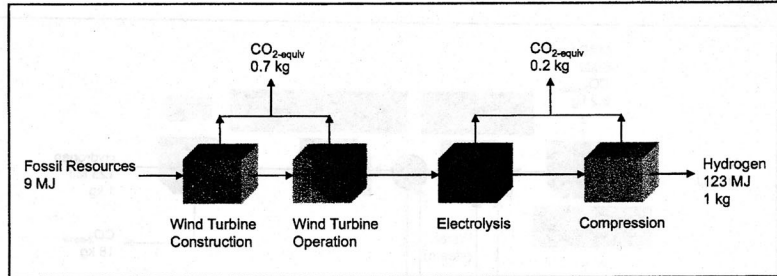 CO2-equiv
0.7 kg
CO2-equiv
0.2 kg
Fossil Resources
9 MJ
Hydrogen
123 MJ
1 kg
Wind Turbine
Construction
Wind Turbine
Operation
Electrolysis
Compression